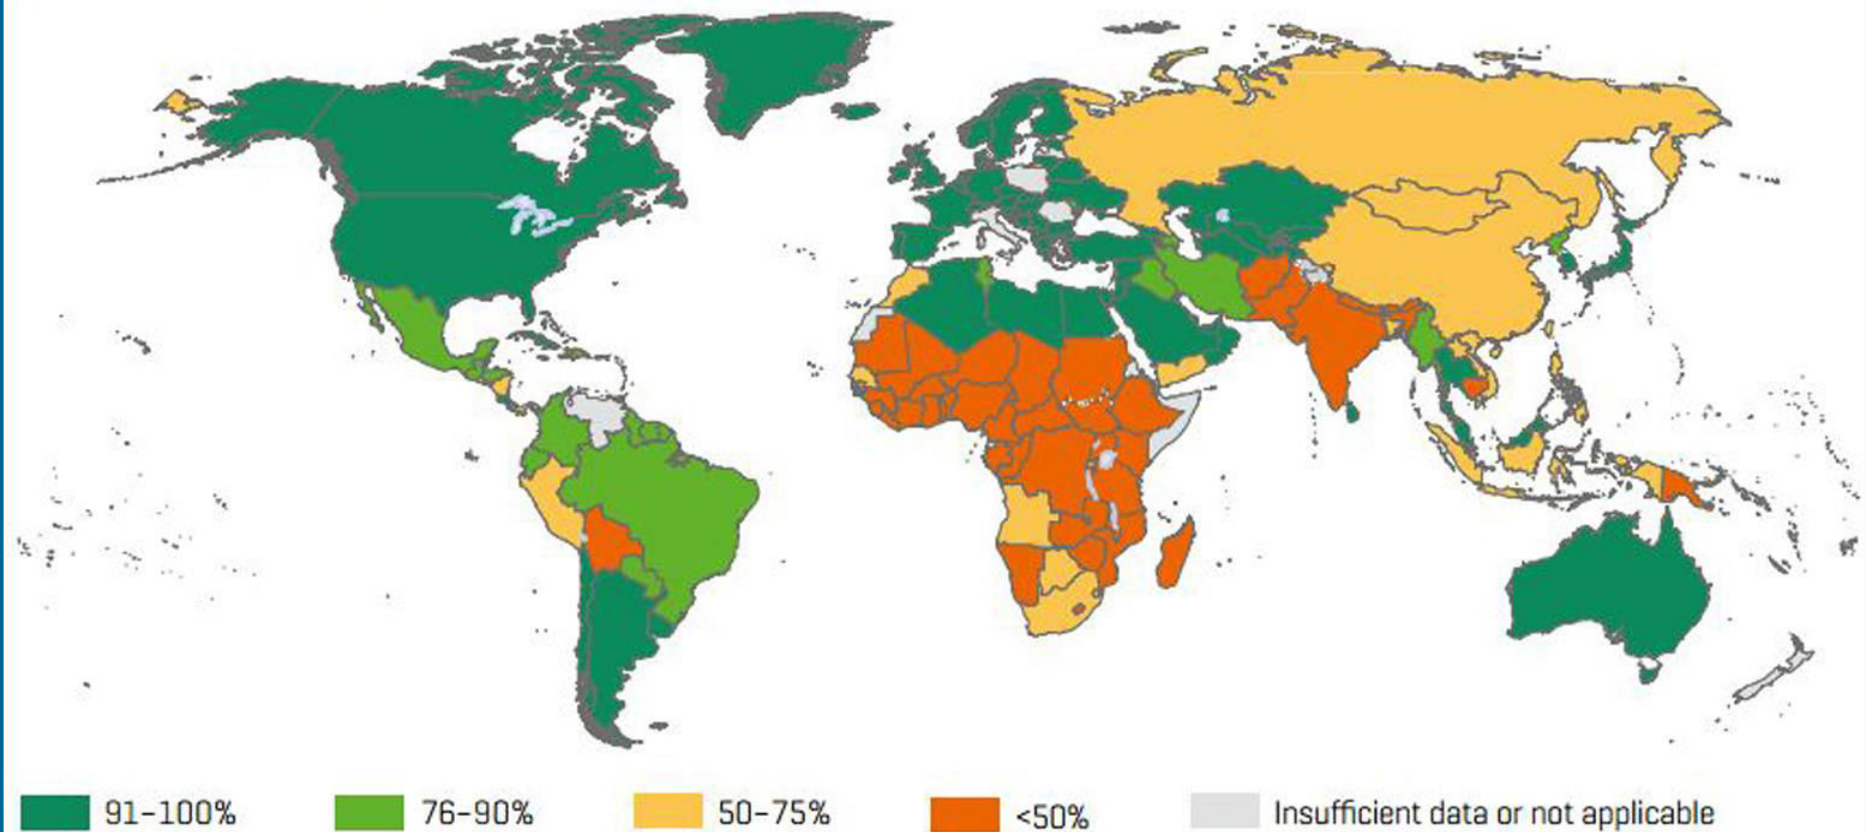 91–100%
76–90%
50–75%
<50%
Insufficient data or not applicable